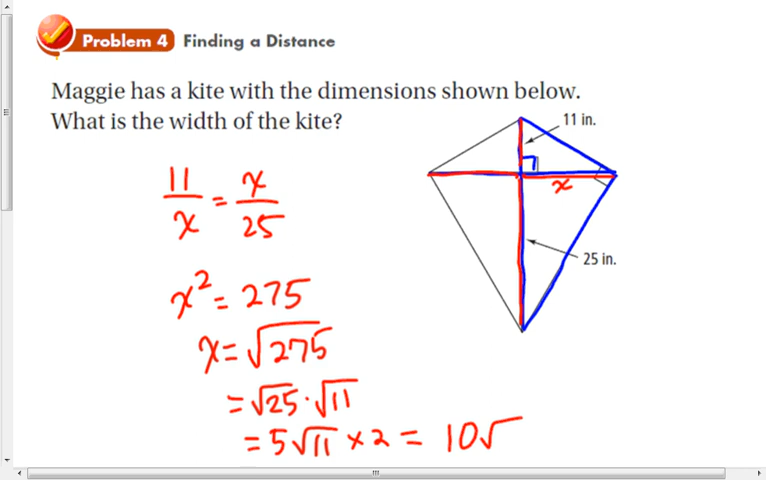 Problem 4 Finding a Distance
Maggie has a kite with the dimensions shown below.
What is the width of the kite?
11 in.
x
25 in.
11/x = x/25
x² = 275
x = √275
= √25 · √11
= 5√11 × 2 = 10√